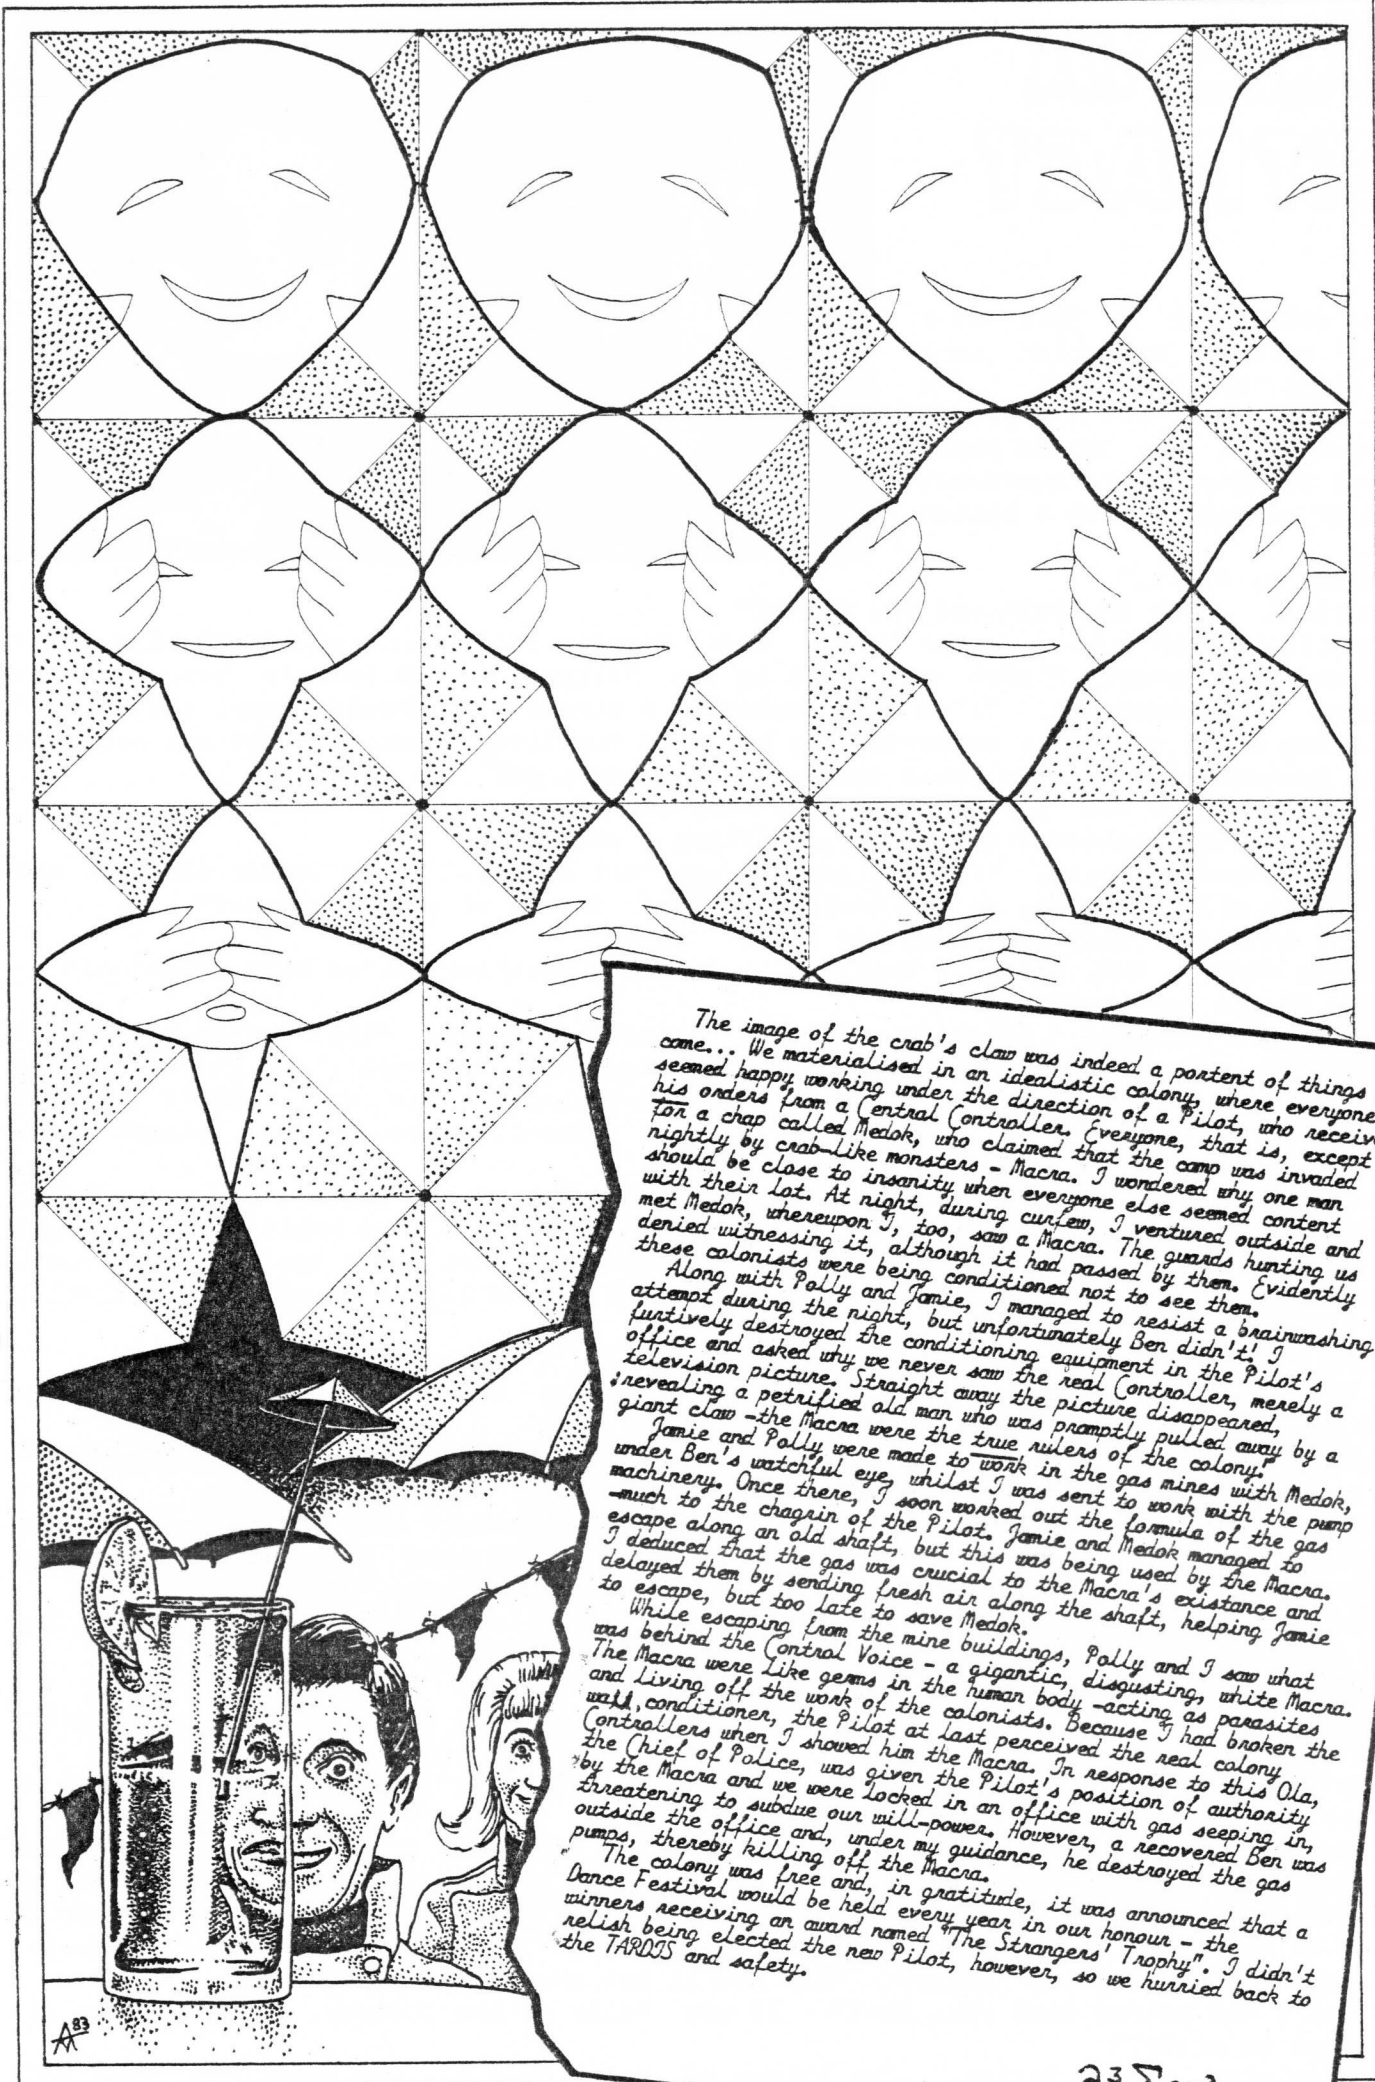 The image of the crab's claw was indeed a portent of things
come... We materialised in an idealistic colony, where everyone
seemed happy working under the direction of a Pilot, who receiv
his orders from a Central Controller. Everyone, that is, except
for a chap called Medok, who claimed that the camp was invaded
nightly by crab-like monsters - Macra. I wondered why one man
should be close to insanity when everyone else seemed content
with their lot. At night, during curfew, I ventured outside and
met Medok, whereupon I, too, saw a Macra. The guards hunting us
denied witnessing it, although it had passed by them. Evidently
these colonists were being conditioned not to see them.
Along with Polly and Jamie, I managed to resist a brainwashing
attempt during the night, but unfortunately Ben didn't! I
furtively destroyed the conditioning equipment in the Pilot's
office and asked why we never saw the real Controller, merely a
television picture. Straight away the picture disappeared,
revealing a petrified old man who was promptly pulled away by a
giant claw -the Macra were the true rulers of the colony!
Jamie and Polly were made to work in the gas mines with Medok,
under Ben's watchful eye, whilst I was sent to work with the pump
machinery. Once there, I soon worked out the formula of the gas
-much to the chagrin of the Pilot. Jamie and Medok managed to
escape along an old shaft, but this was being used by the Macra.
I deduced that the gas was crucial to the Macra's existance and
delayed them by sending fresh air along the shaft, helping Jamie
to escape, but too late to save Medok.
While escaping from the mine buildings, Polly and I saw what
was behind the Control Voice - a gigantic, disgusting, white Macra.
The Macra were like germs in the human body -acting as parasites
and living off the work of the colonists. Because I had broken the
wall conditioner, the Pilot at last perceived the real colony
Controllers when I showed him the Macra. In response to this Ola,
the Chief of Police, was given the Pilot's position of authority
by the Macra and we were locked in an office with gas seeping in,
threatening to subdue our will-power. However, a recovered Ben was
outside the office and, under my guidance, he destroyed the gas
pumps, thereby killing off the Macra.
The colony was free and, in gratitude, it was announced that a
Dance Festival would be held every year in our honour - the
winners receiving an award named "The Strangers' Trophy". I didn't
relish being elected the new Pilot, however, so we hurried back to
the TARDIS and safety.
83